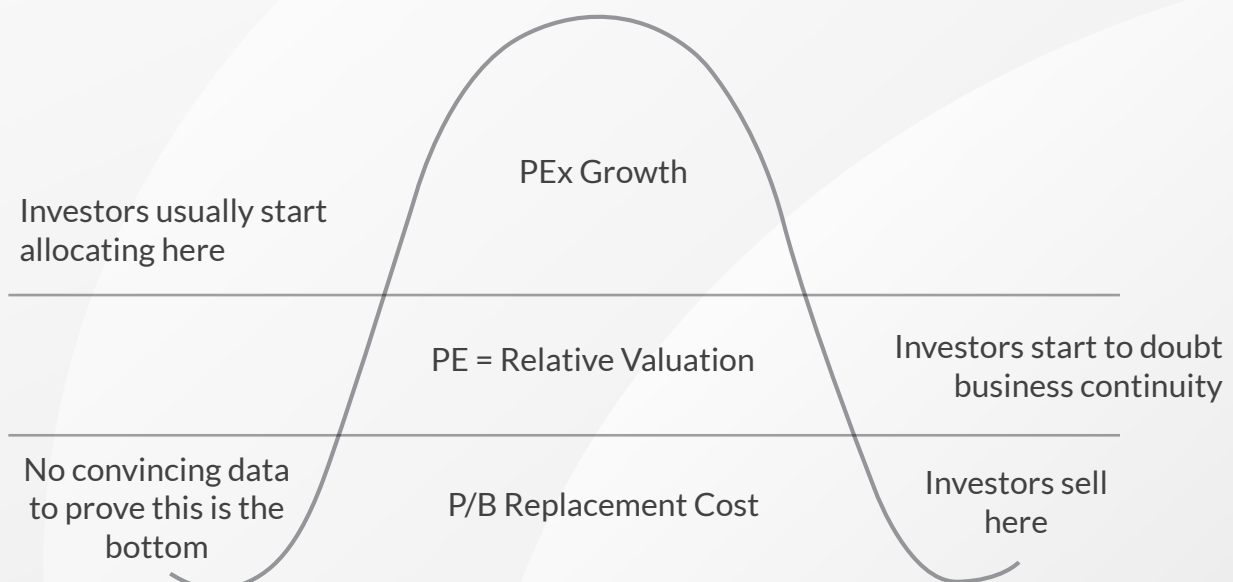 PEx Growth
Investors usually start
allocating here
PE = Relative Valuation
Investors start to doubt
business continuity
No convincing data
to prove this is the
bottom
P/B Replacement Cost
Investors sell
here